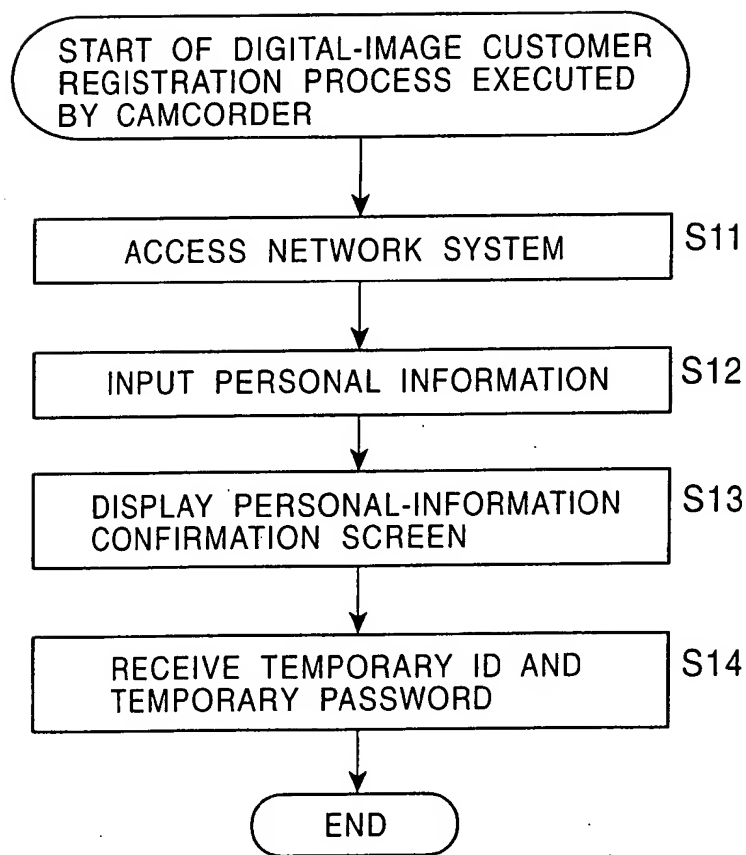 START OF DIGITAL-IMAGE CUSTOMER
REGISTRATION PROCESS EXECUTED
BY CAMCORDER
ACCESS NETWORK SYSTEM
S11
INPUT PERSONAL INFORMATION
S12
DISPLAY PERSONAL-INFORMATION
CONFIRMATION SCREEN
S13
RECEIVE TEMPORARY ID AND
TEMPORARY PASSWORD
S14
END